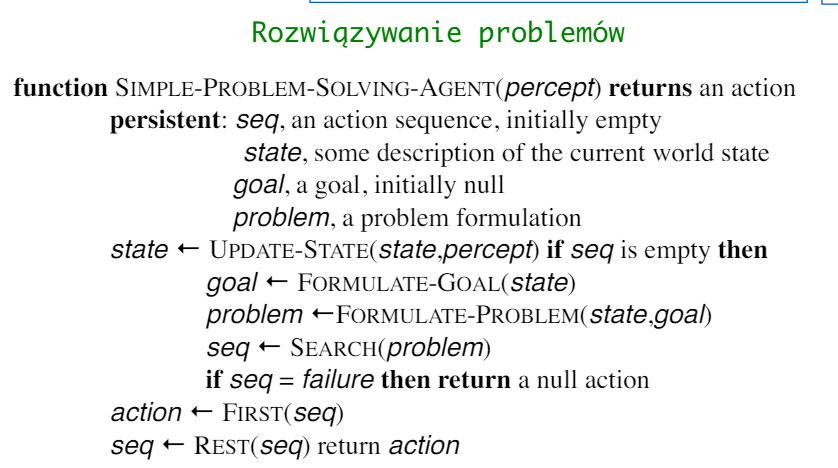 Rozwiązywanie problemów
function SIMPLE-PROBLEM-SOLVING-AGENT(percept) returns an action
persistent: seq, an action sequence, initially empty
state, some description of the current world state
goal, a goal, initially null
problem, a problem formulation
state ← UPDATE-STATE(state,percept) if seq is empty then
goal ← FORMULATE-GOAL(state)
problem ←FORMULATE-PROBLEM(state,goal)
seq ← SEARCH(problem)
if seq = failure then return a null action
action ← FIRST(seq)
seq ← REST(seq) return action